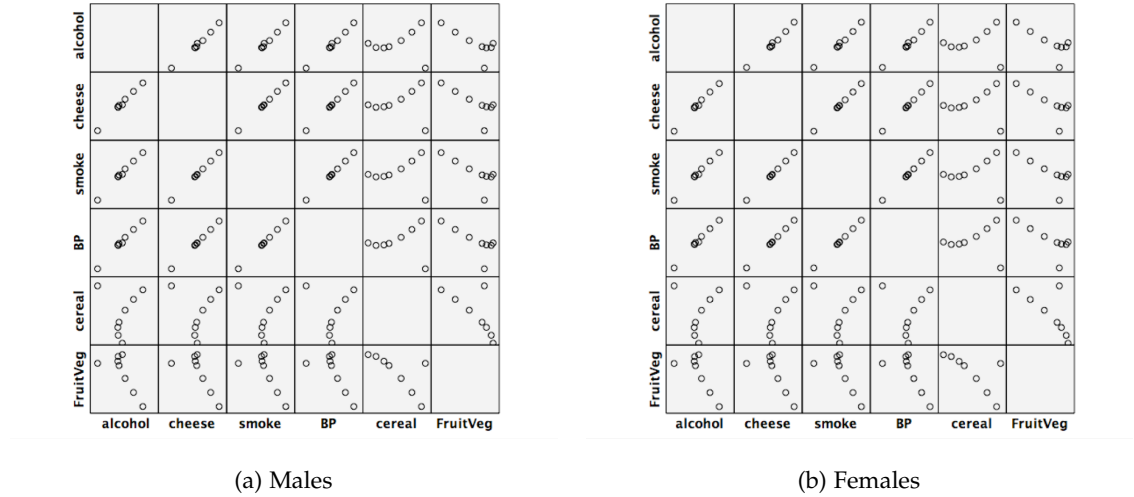 alcohol
cheese
smoke
BP
cereal
FruitVeg
alcohol cheese smoke BP cereal FruitVeg
(a) Males
alcohol
cheese
smoke
BP
cereal
FruitVeg
alcohol cheese smoke BP cereal FruitVeg
(b) Females